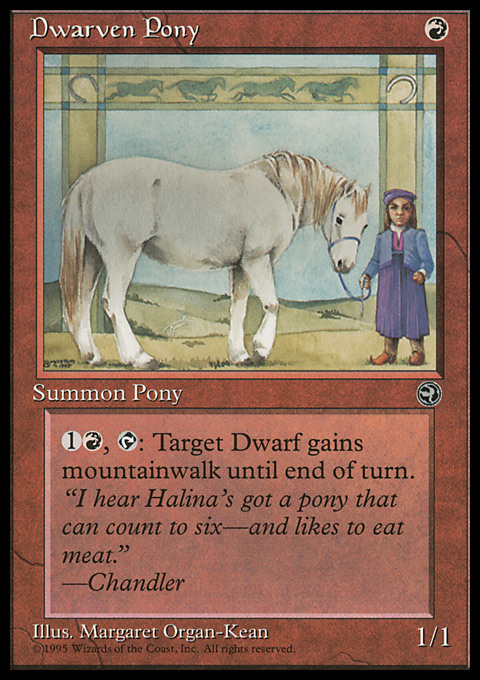 Dwarven Pony
Summon Pony
1, : Target Dwarf gains
mountainwalk until end of turn.
“I hear Halina’s got a pony that
can count to six—and likes to eat
meat.”
—Chandler
Illus. Margaret Organ-Kean
©1995 Wizards of the Coast, Inc. All rights reserved.
1/1